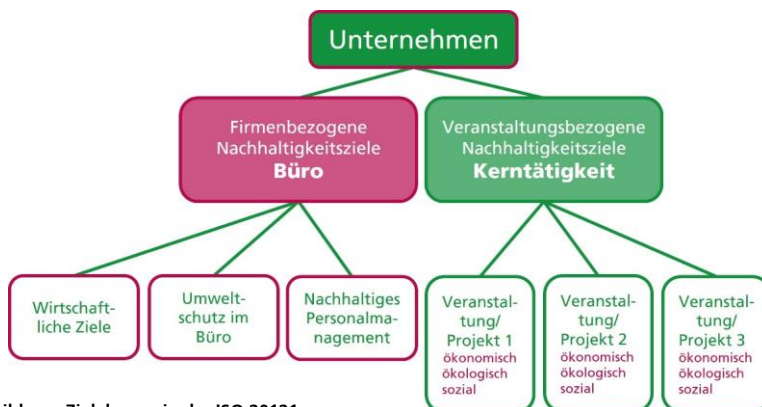 Unternehmen
Firmenbezogene
Nachhaltigkeitsziele
Büro
Veranstaltungsbezogene
Nachhaltigkeitsziele
Kerntätigkeit
Wirtschaft-
liche Ziele
Umwelt-
schutz im
Büro
Nachhaltiges
Personalma-
nagement
Veranstal-
tung/
Projekt 1
ökonomisch
ökologisch
sozial
Veranstal-
tung/
Projekt 2
ökonomisch
ökologisch
sozial
Veranstal-
tung/
Projekt 3
ökonomisch
ökologisch
sozial